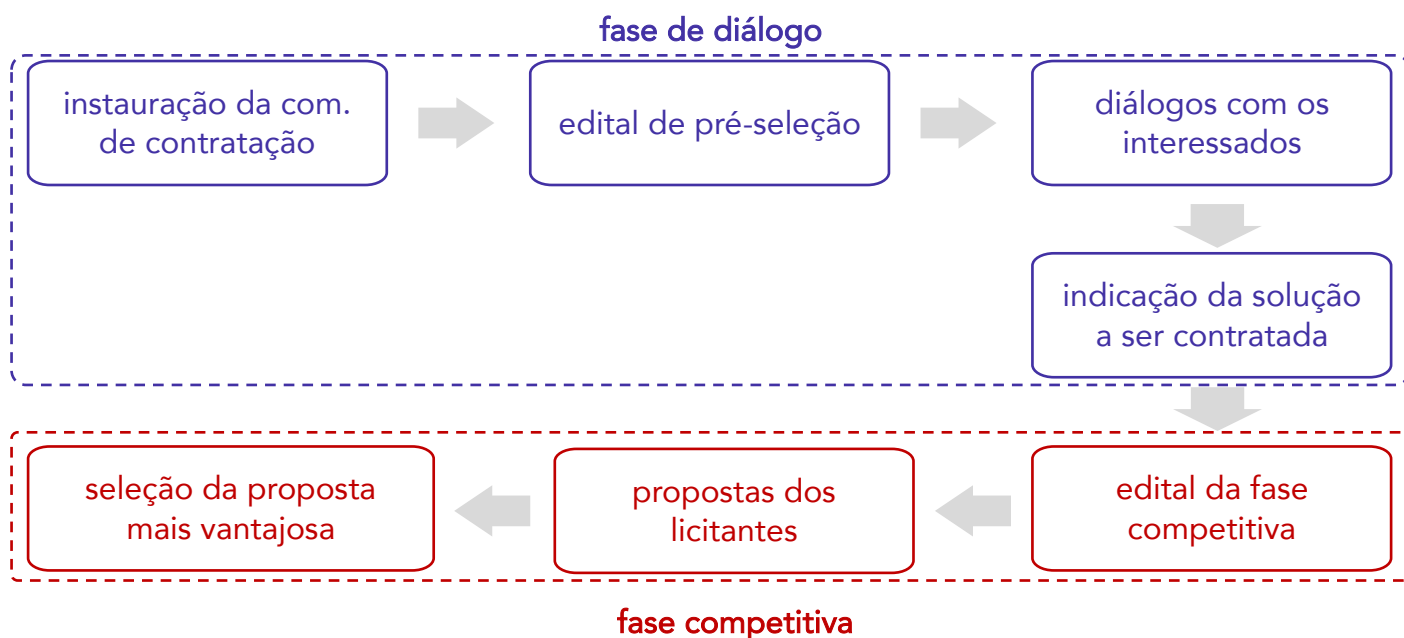 fase de diálogo
instauração da com.
de contratação
edital de pré-seleção
diálogos com os
interessados
indicação da solução
a ser contratada
edital da fase
competitiva
propostas dos
licitantes
seleção da proposta
mais vantajosa
fase competitiva